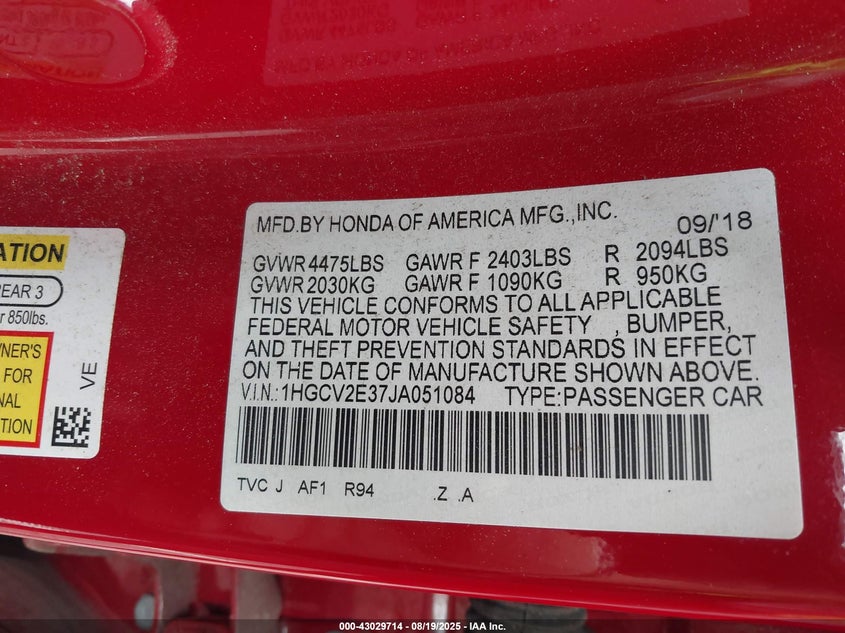 ATION
REAR 3
r 850lbs.
WNER'S
FOR
NAL
TION
VE
MFD.BY HONDA OF AMERICA MFG.,INC. 09/'18
GVWR 4475LBS GAWR F 2403LBS R 2094LBS
GVWR 2030KG GAWR F 1090KG R 950KG
THIS VEHICLE CONFORMS TO ALL APPLICABLE
FEDERAL MOTOR VEHICLE SAFETY , BUMPER,
AND THEFT PREVENTION STANDARDS IN EFFECT
ON THE DATE OF MANUFACTURE SHOWN ABOVE.
V.I.N.: 1HGCV2E37JA051084 TYPE:PASSENGER CAR
TVC J AF1 R94 .Z .A
000-43029714 - 08/19/2025 - IAA Inc.